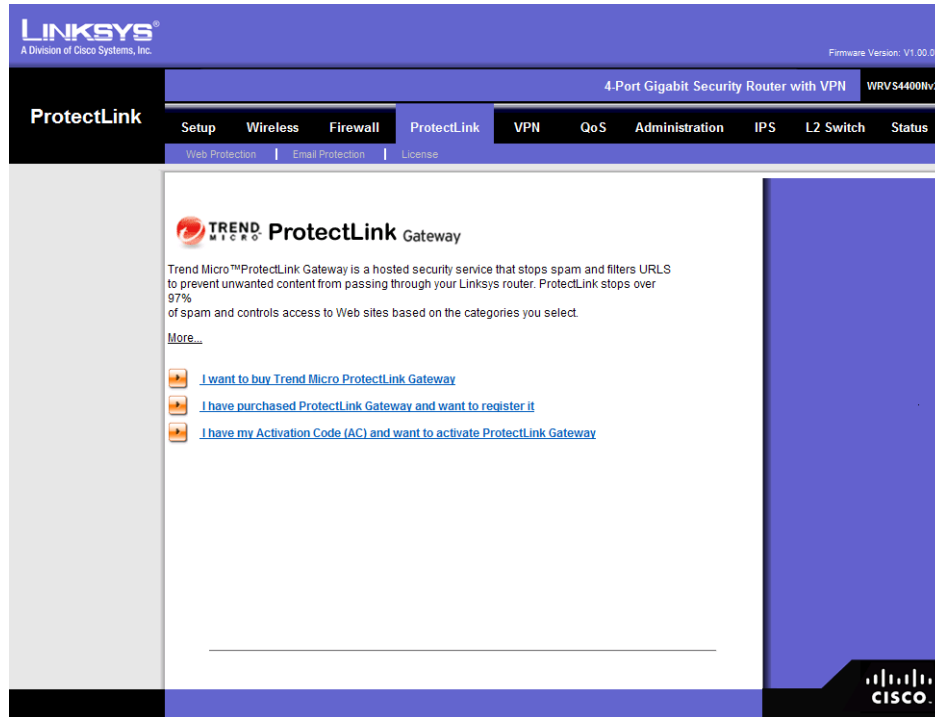 LINKSYS®
A Division of Cisco Systems, Inc.
Firmware Version: V1.00.0
4-Port Gigabit Security Router with VPN
WRVS4400Nv2
ProtectLink
Setup Wireless Firewall ProtectLink VPN QoS Administration IPS L2 Switch Status
Web Protection | Email Protection | License
TREND MICRO ProtectLink Gateway
Trend Micro™ProtectLink Gateway is a hosted security service that stops spam and filters URLS
to prevent unwanted content from passing through your Linksys router. ProtectLink stops over
97%
of spam and controls access to Web sites based on the categories you select.
More...
I want to buy Trend Micro ProtectLink Gateway
I have purchased ProtectLink Gateway and want to register it
I have my Activation Code (AC) and want to activate ProtectLink Gateway
CISCO.